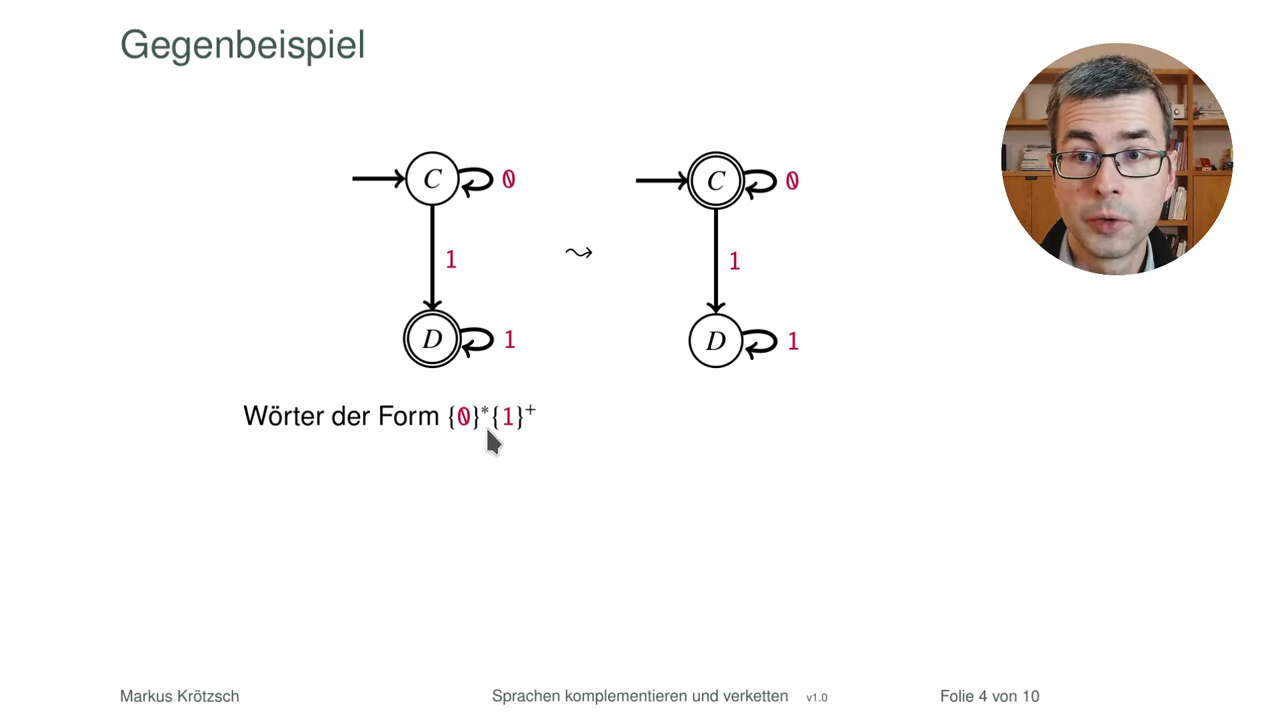 Gegenbeispiel
C 0 C 0
1 ⤳ 1
D 1 D 1
Wörter der Form {0}*{1}⁺
Markus Krötzsch Sprachen komplementieren und verketten v1.0 Folie 4 von 10